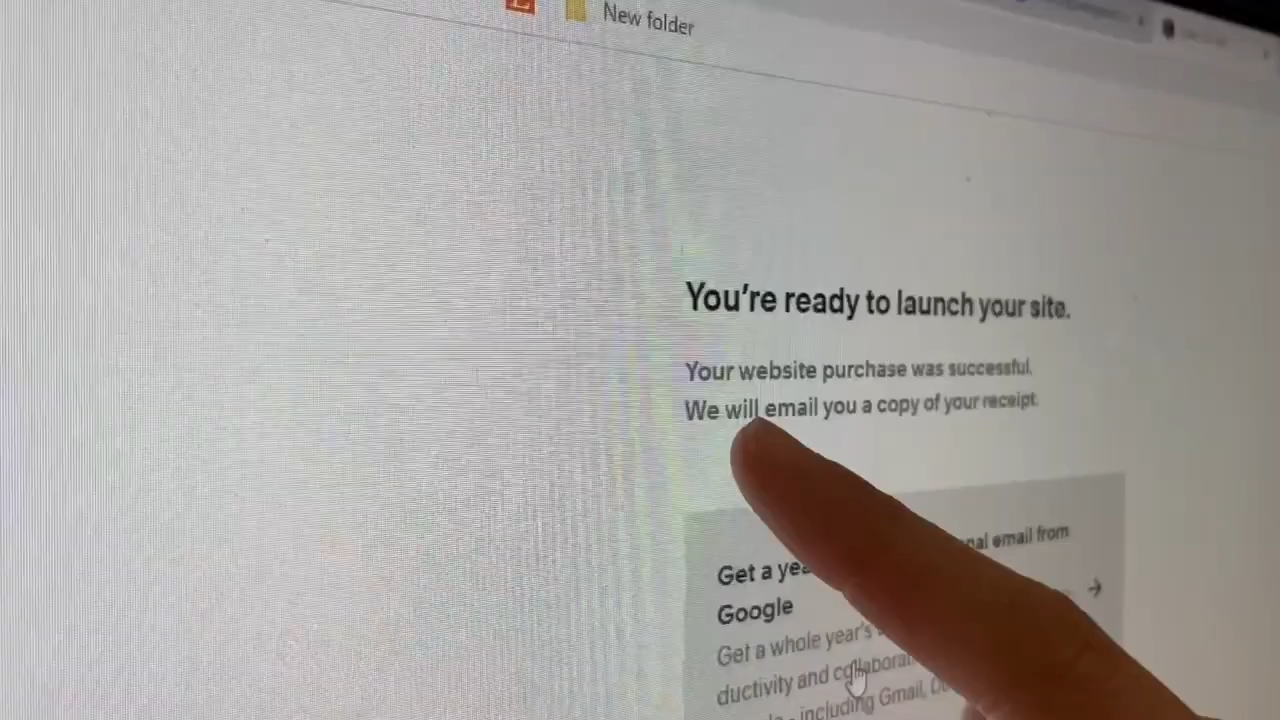 New folder
You're ready to launch your site.
Your website purchase was successful.
We will email you a copy of your receipt.
email from
Get a
Google
Get a whole year's
ductivity and
including Gmail,